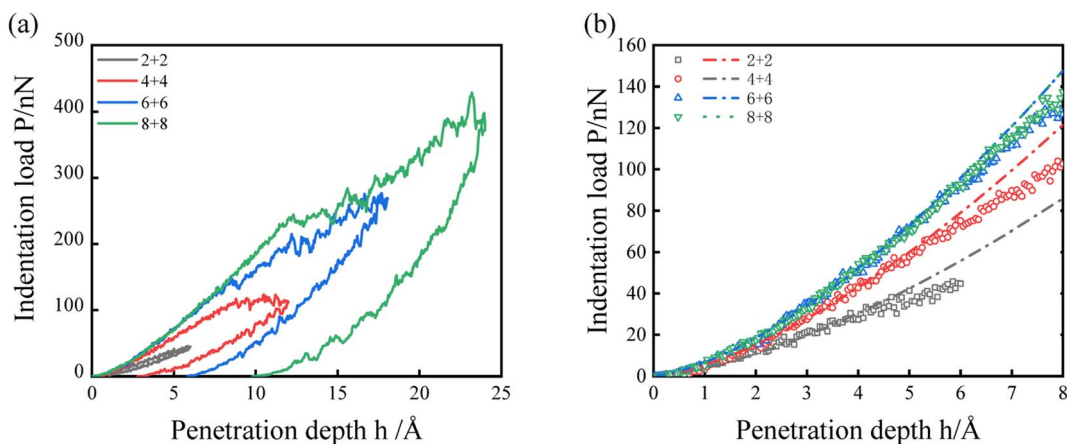 (a)
500
400
300
200
100
0
Indentation load P/nN
2+2
4+4
6+6
8+8
0 5 10 15 20 25
Penetration depth h /Å
(b)
160
140
120
100
80
60
40
20
0
Indentation load P/nN
2+2
4+4
6+6
8+8
0 1 2 3 4 5 6 7 8
Penetration depth h/Å